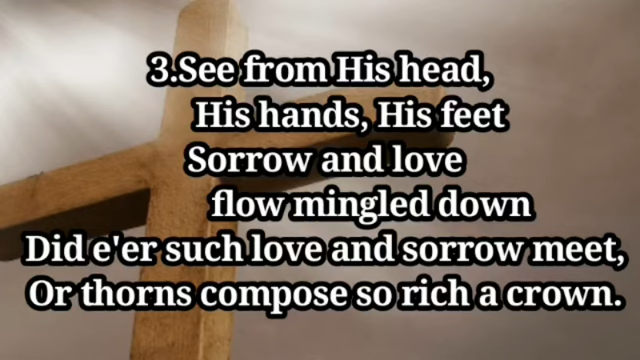 3.See from His head,
His hands, His feet
Sorrow and love
flow mingled down
Did e'er such love and sorrow meet,
Or thorns compose so rich a crown.